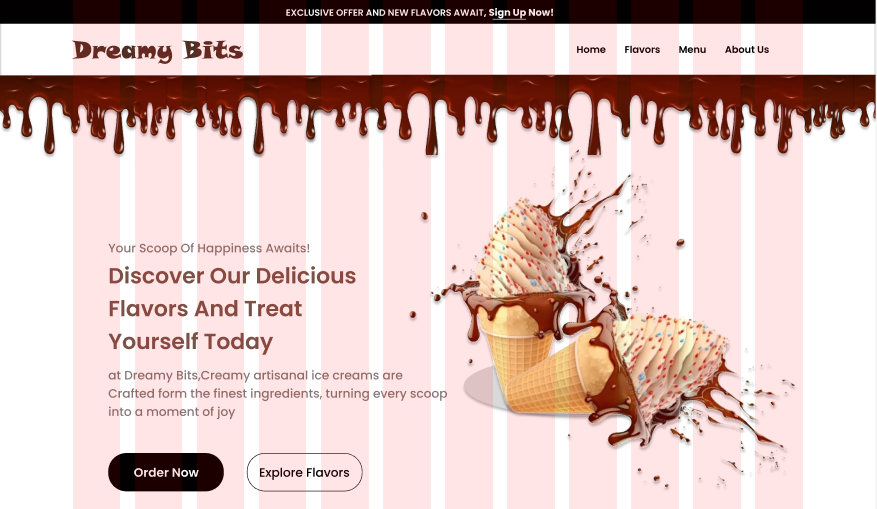 EXCLUSIVE OFFER AND NEW FLAVORS AWAIT, Sign Up Now!
Dreamy Bits
Home Flavors Menu About Us
Your Scoop Of Happiness Awaits!
Discover Our Delicious
Flavors And Treat
Yourself Today
at Dreamy Bits,Creamy artisanal ice creams are
Crafted form the finest ingredients, turning every scoop
into a moment of joy
Order Now Explore Flavors